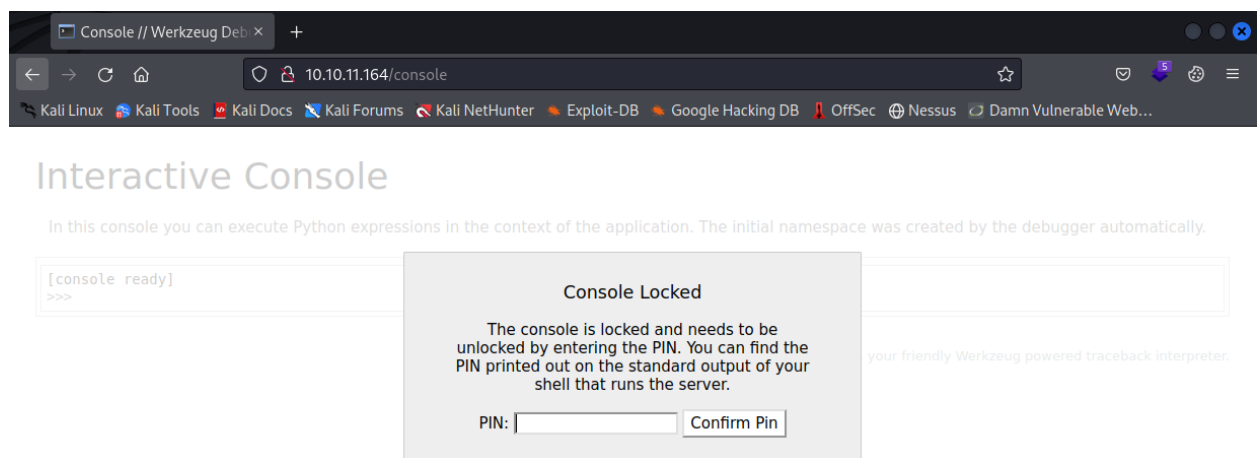 Console // Werkzeug Deb
10.10.11.164/console
5
Kali Linux Kali Tools Kali Docs Kali Forums Kali NetHunter Exploit-DB Google Hacking DB OffSec Nessus Damn Vulnerable Web…
Interactive Console
In this console you can execute Python expressions in the context of the application. The initial namespace was created by the debugger automatically.
[console ready]
>>>
Console Locked
The console is locked and needs to be
unlocked by entering the PIN. You can find the
PIN printed out on the standard output of your
shell that runs the server.
your friendly Werkzeug powered traceback interpreter.
PIN: Confirm Pin